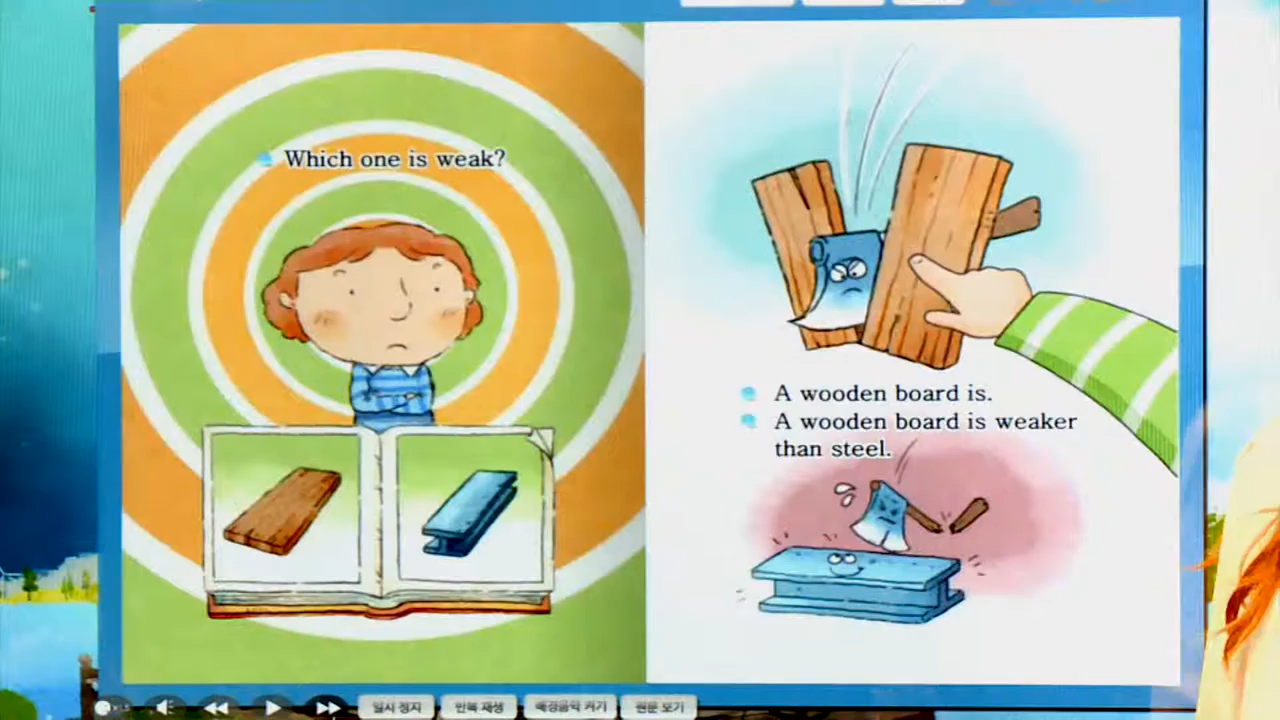 Which one is weak?
A wooden board is.
A wooden board is weaker
than steel.
일시 정지
반복 재생
배경음악 켜기
원문 보기